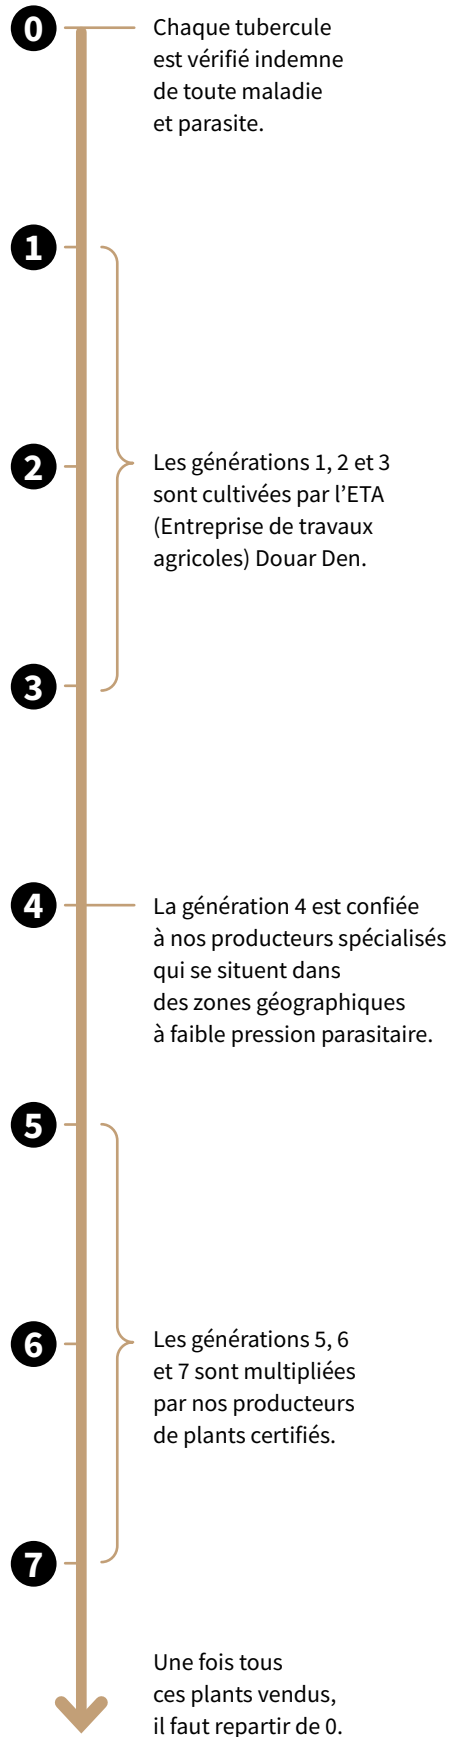 0
Chaque tubercule
est vérifié indemne
de toute maladie
et parasite.
1
2
Les générations 1, 2 et 3
sont cultivées par l’ETA
(Entreprise de travaux
agricoles) Douar Den.
3
4
La génération 4 est confiée
à nos producteurs spécialisés
qui se situent dans
des zones géographiques
à faible pression parasitaire.
5
6
Les générations 5, 6
et 7 sont multipliées
par nos producteurs
de plants certifiés.
7
Une fois tous
ces plants vendus,
il faut repartir de 0.